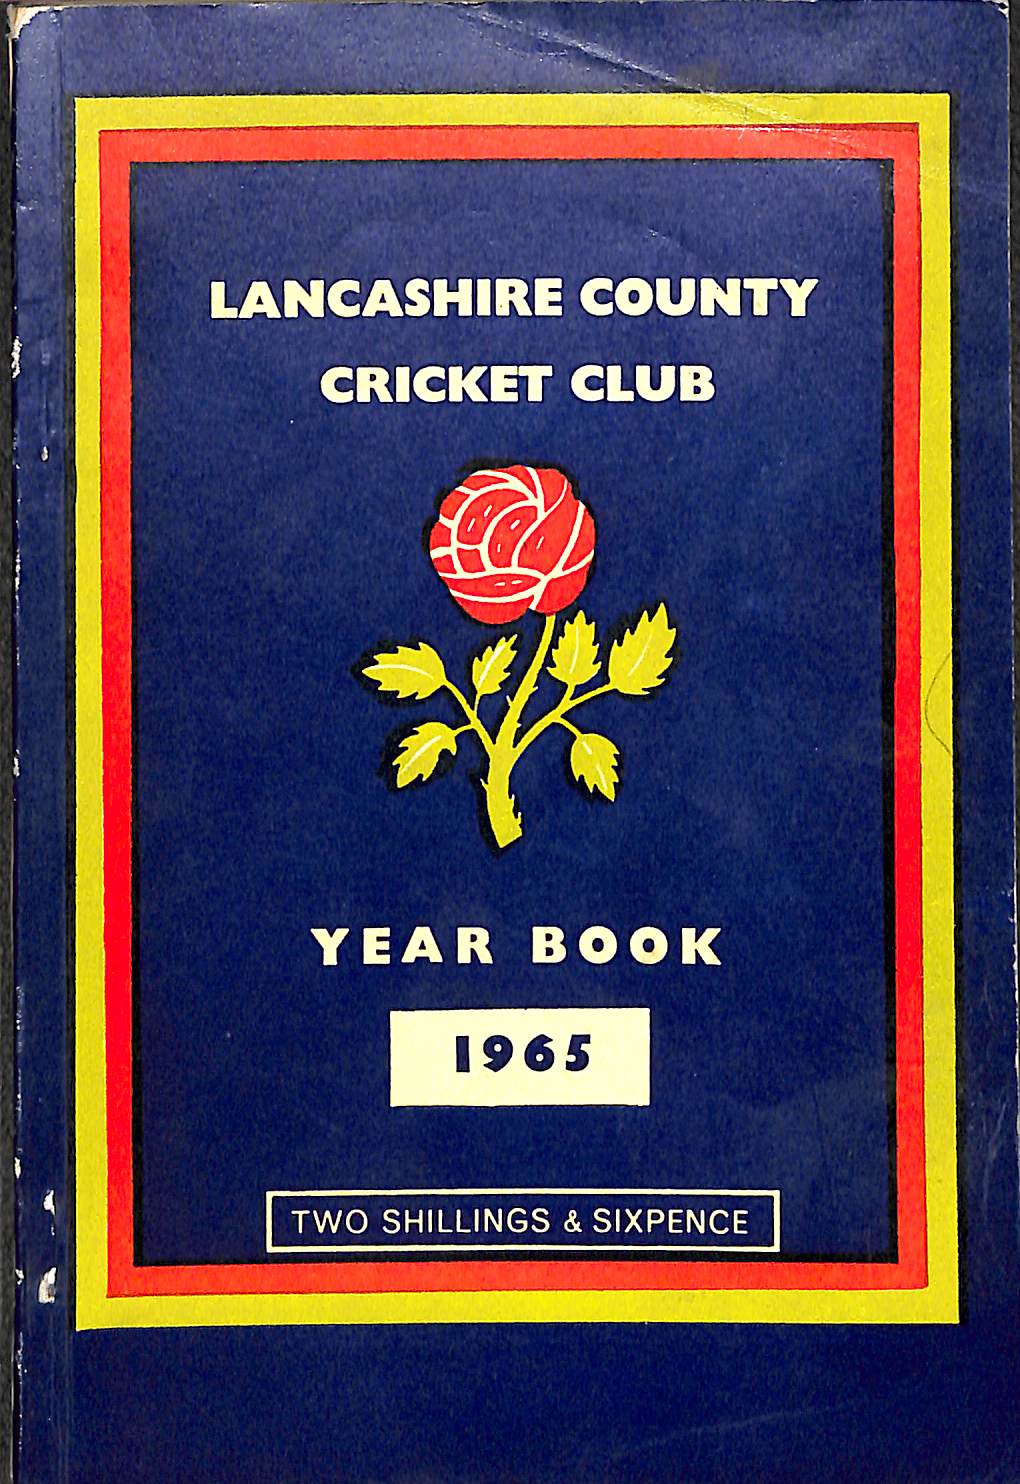 LANCASHIRE COUNTY
CRICKET CLUB
YEAR BOOK
1965
TWO SHILLINGS & SIXPENCE